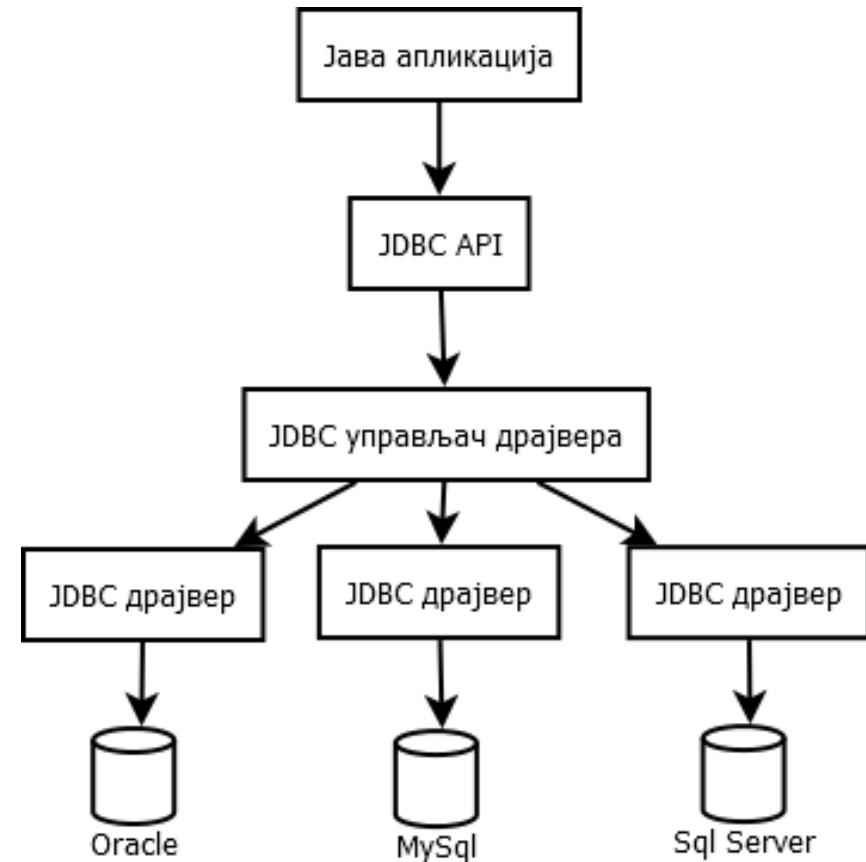 Јава апликација
JDBC API
JDBC управљач драјвера
JDBC драјвер
JDBC драјвер
JDBC драјвер
Oracle
MySql
Sql Server